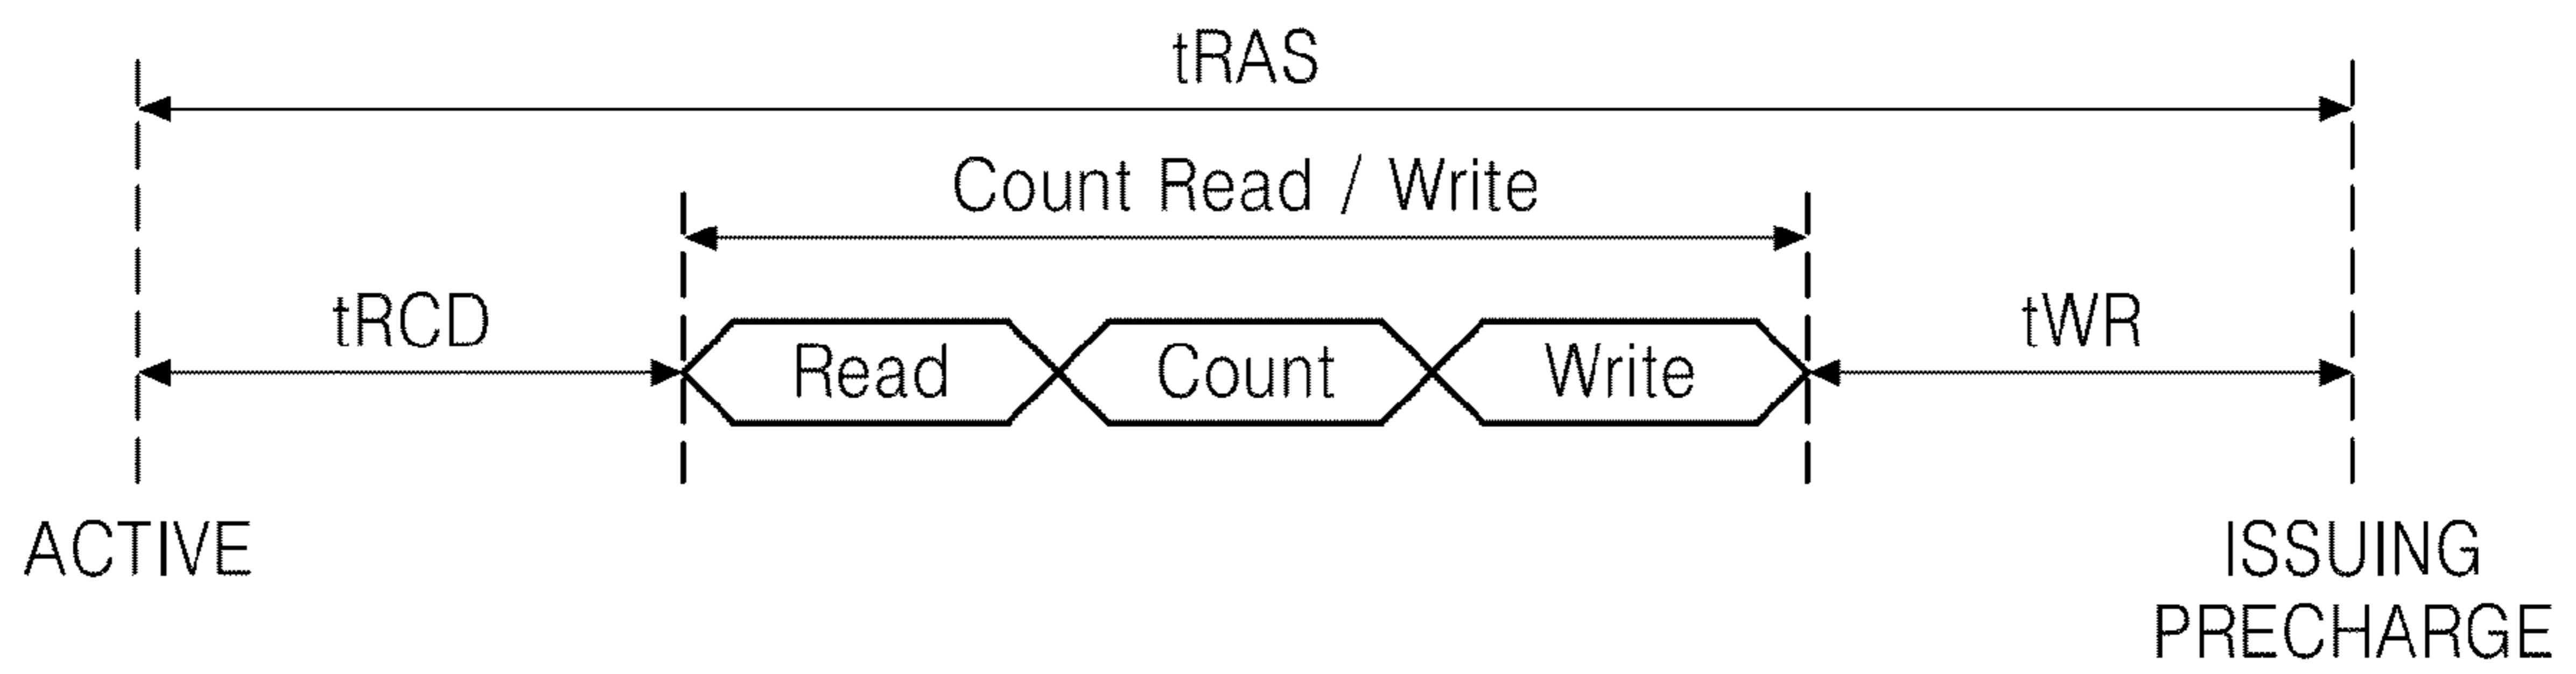 tRAS
Count Read / Write
tRCD
Read
Count
Write
tWR
ACTIVE
ISSUING
PRECHARGE